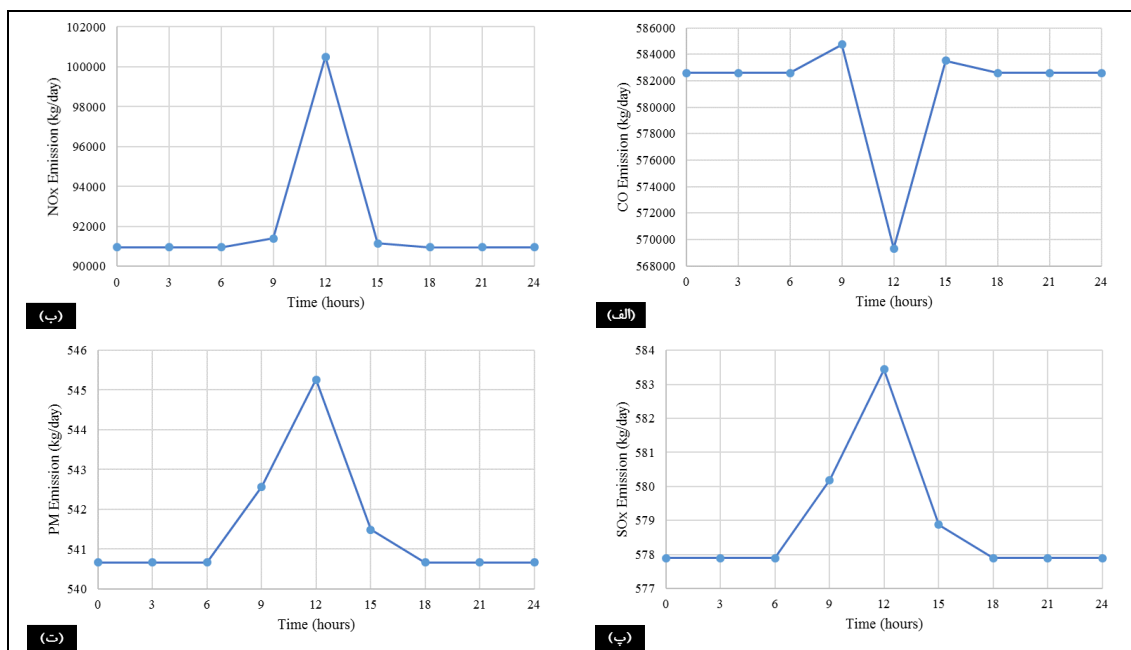 102000
100000
98000
96000
94000
92000
90000
NOx Emission (kg/day)
0 3 6 9 12 15 18 21 24
Time (hours)
(ب)
586000
584000
582000
580000
578000
576000
574000
572000
570000
568000
CO Emission (kg/day)
0 3 6 9 12 15 18 21 24
Time (hours)
(الف)
546
545
544
543
542
541
540
PM Emission (kg/day)
0 3 6 9 12 15 18 21 24
Time (hours)
(ت)
584
583
582
581
580
579
578
577
SOx Emission (kg/day)
0 3 6 9 12 15 18 21 24
Time (hours)
(پ)